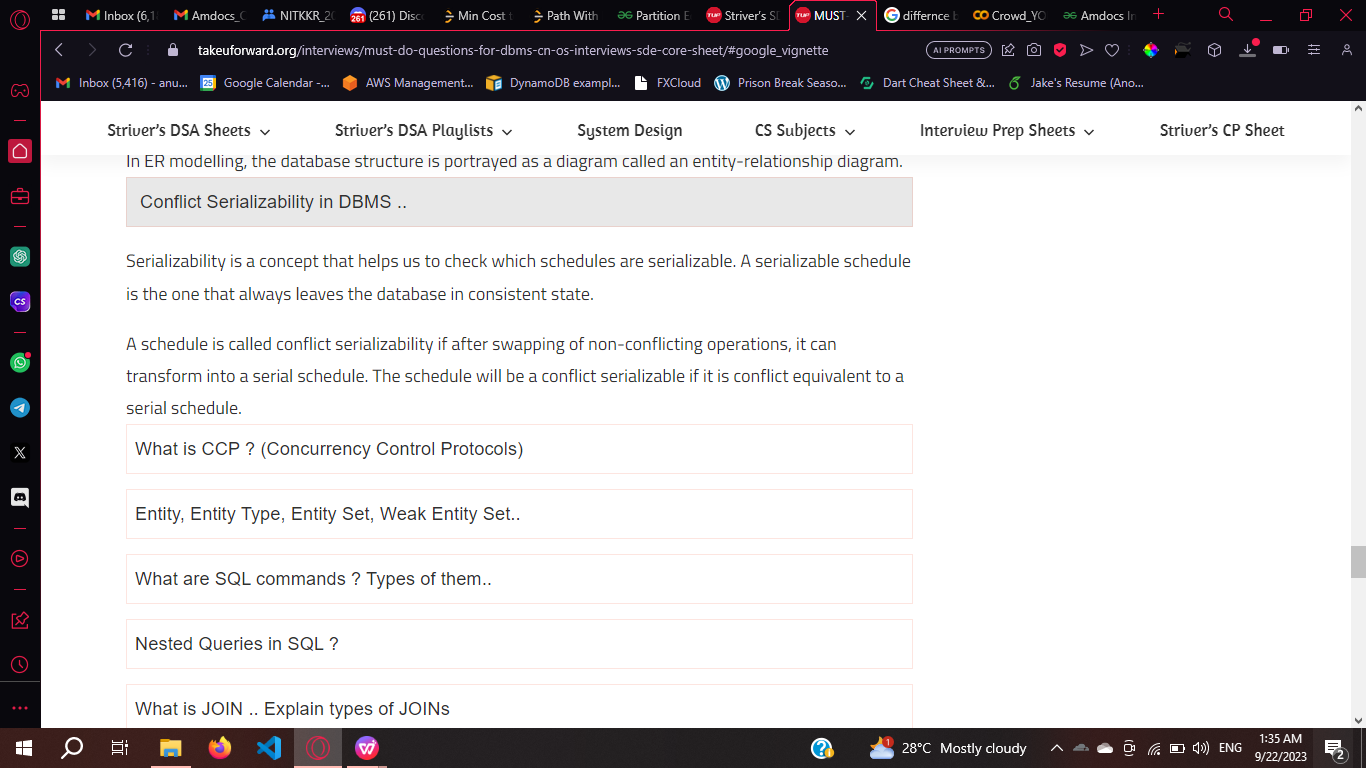 Inbox (6,1
Amdocs_C
NITKKR_20
261
(261) Disc
Min Cost t
Path With
Partition E
TUF
Striver's S
TUF
MUST-
differnce b
Crowd_YO
Amdocs In
takeuforward.org/interviews/must-do-questions-for-dbms-cn-os-interviews-sde-core-sheet/#google_vignette
AI PROMPTS
Inbox (5,416) - anu...
25
Google Calendar -...
AWS Management...
DynamoDB exampl...
FXCloud
Prison Break Seaso...
Dart Cheat Sheet &...
Jake's Resume (Ano...
Striver's DSA Sheets
Striver's DSA Playlists
System Design
CS Subjects
Interview Prep Sheets
Striver's CP Sheet
In ER modelling, the database structure is portrayed as a diagram called an entity-relationship diagram.
Conflict Serializability in DBMS ..
CS
Serializability is a concept that helps us to check which schedules are serializable. A serializable schedule
is the one that always leaves the database in consistent state.
A schedule is called conflict serializability if after swapping of non-conflicting operations, it can
transform into a serial schedule. The schedule will be a conflict serializable if it is conflict equivalent to a
serial schedule.
What is CCP ? (Concurrency Control Protocols)
Entity, Entity Type, Entity Set, Weak Entity Set..
What are SQL commands ? Types of them..
Nested Queries in SQL ?
What is JOIN .. Explain types of JOINs
1
28°C Mostly cloudy
ENG
1:35 AM
9/22/2023
2